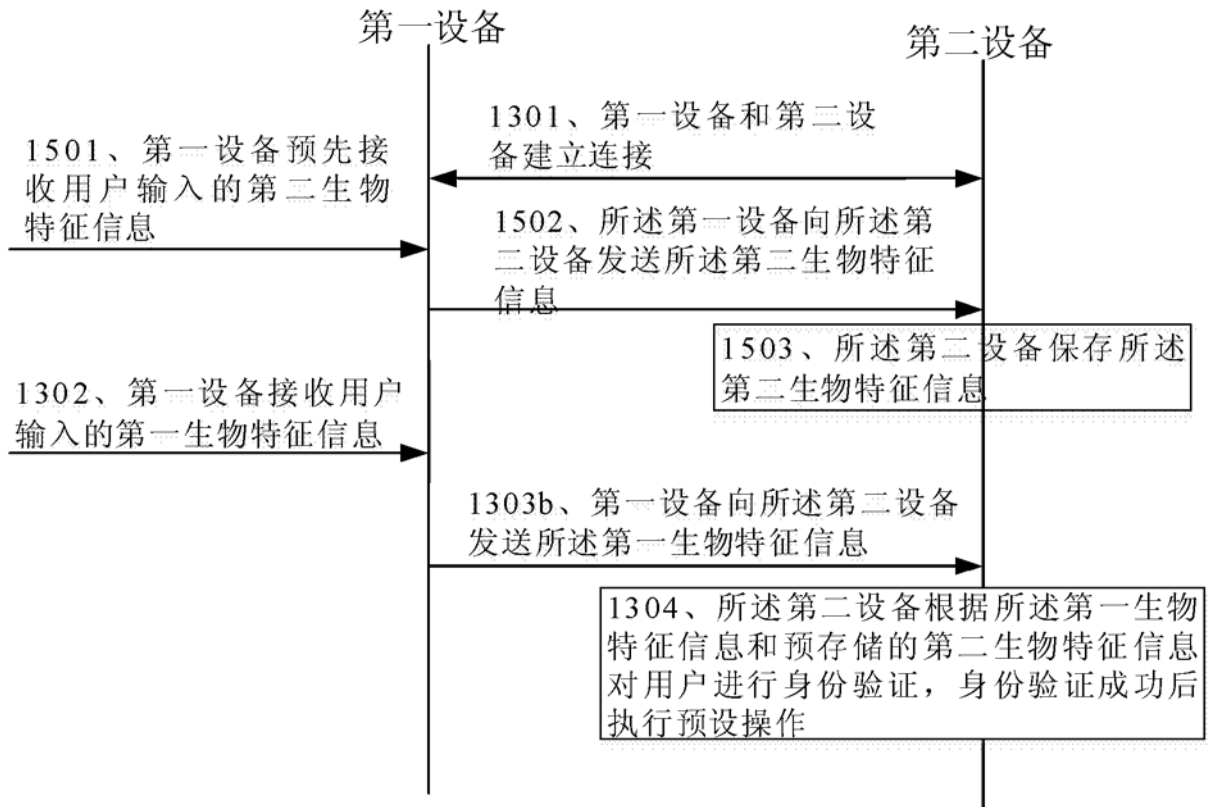 第一设备
第二设备
1301、第一设备和第二设
备建立连接
1501、第一设备预先接
收用户输入的第二生物
特征信息
1502、所述第一设备向所述第
二设备发送所述第二生物特征
信息
1503、所述第二设备保存所述
第二生物特征信息
1302、第一设备接收用户
输入的第一生物特征信息
1303b、第一设备向所述第二设备
发送所述第一生物特征信息
1304、所述第二设备根据所述第一生物
特征信息和预存储的第二生物特征信息
对用户进行身份验证，身份验证成功后
执行预设操作